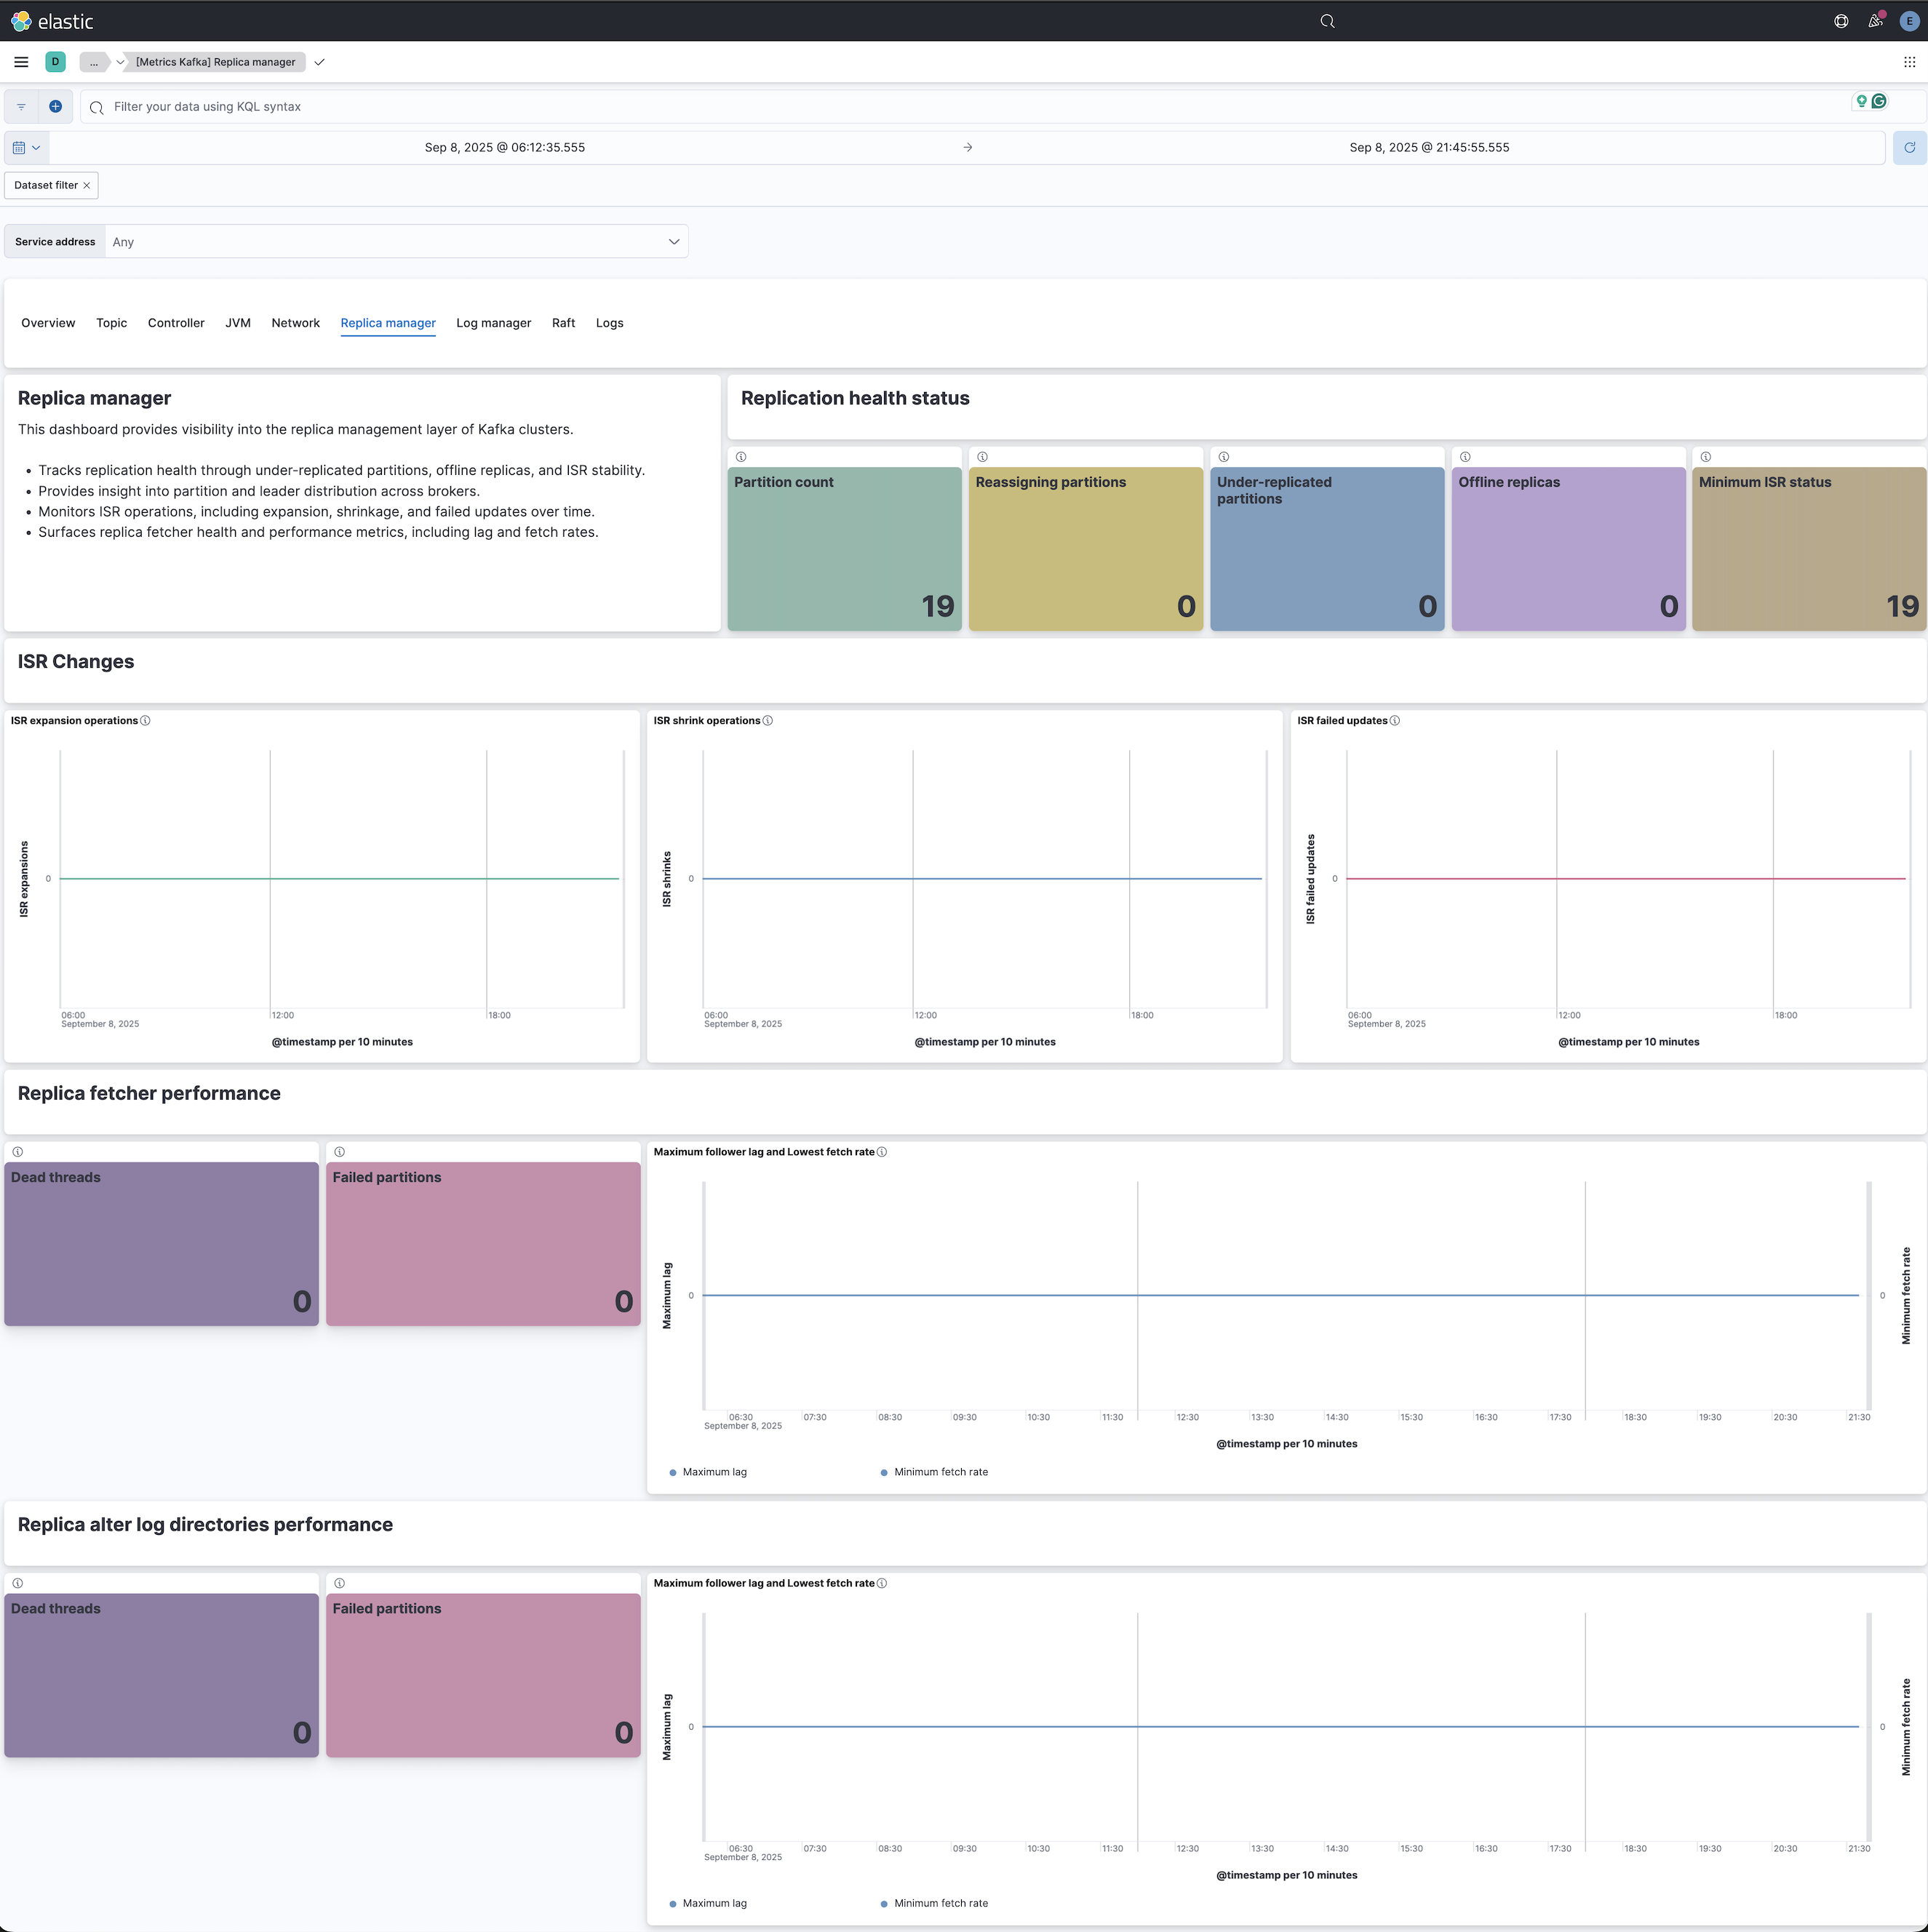 elastic
E
D
...
[Metrics Kafka] Replica manager
Filter your data using KQL syntax
Sep 8, 2025 @ 06:12:35.555
→
Sep 8, 2025 @ 21:45:55.555
Dataset filter
Service address
Any
Overview
Topic
Controller
JVM
Network
Replica manager
Log manager
Raft
Logs
Replica manager
This dashboard provides visibility into the replica management layer of Kafka clusters.
• Tracks replication health through under-replicated partitions, offline replicas, and ISR stability.
• Provides insight into partition and leader distribution across brokers.
• Monitors ISR operations, including expansion, shrinkage, and failed updates over time.
• Surfaces replica fetcher health and performance metrics, including lag and fetch rates.
Replication health status
Partition count
19
Reassigning partitions
0
Under-replicated
partitions
0
Offline replicas
0
Minimum ISR status
19
ISR Changes
ISR expansion operations
ISR expansions
0
06:00
September 8, 2025
12:00
18:00
@timestamp per 10 minutes
ISR shrink operations
ISR shrinks
0
06:00
September 8, 2025
12:00
18:00
@timestamp per 10 minutes
ISR failed updates
ISR failed updates
0
06:00
September 8, 2025
12:00
18:00
@timestamp per 10 minutes
Replica fetcher performance
Dead threads
0
Failed partitions
0
Maximum follower lag and Lowest fetch rate
Maximum lag
0
0
Minimum fetch rate
06:30
07:30
08:30
09:30
10:30
11:30
12:30
13:30
14:30
15:30
16:30
17:30
18:30
19:30
20:30
21:30
September 8, 2025
@timestamp per 10 minutes
Maximum lag
Minimum fetch rate
Replica alter log directories performance
Dead threads
0
Failed partitions
0
Maximum follower lag and Lowest fetch rate
Maximum lag
0
0
Minimum fetch rate
06:30
07:30
08:30
09:30
10:30
11:30
12:30
13:30
14:30
15:30
16:30
17:30
18:30
19:30
20:30
21:30
September 8, 2025
@timestamp per 10 minutes
Maximum lag
Minimum fetch rate